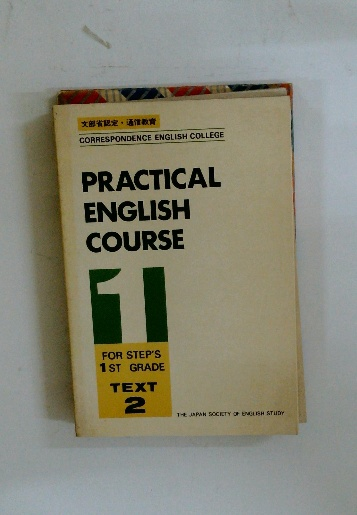 文部省認定・通信教育
CORRESPONDENCE ENGLISH COLLEGE
PRACTICAL
ENGLISH
COURSE
1
FOR STEP'S
1ST GRADE
TEXT
2
THE JAPAN SOCIETY OF ENGLISH STUDY